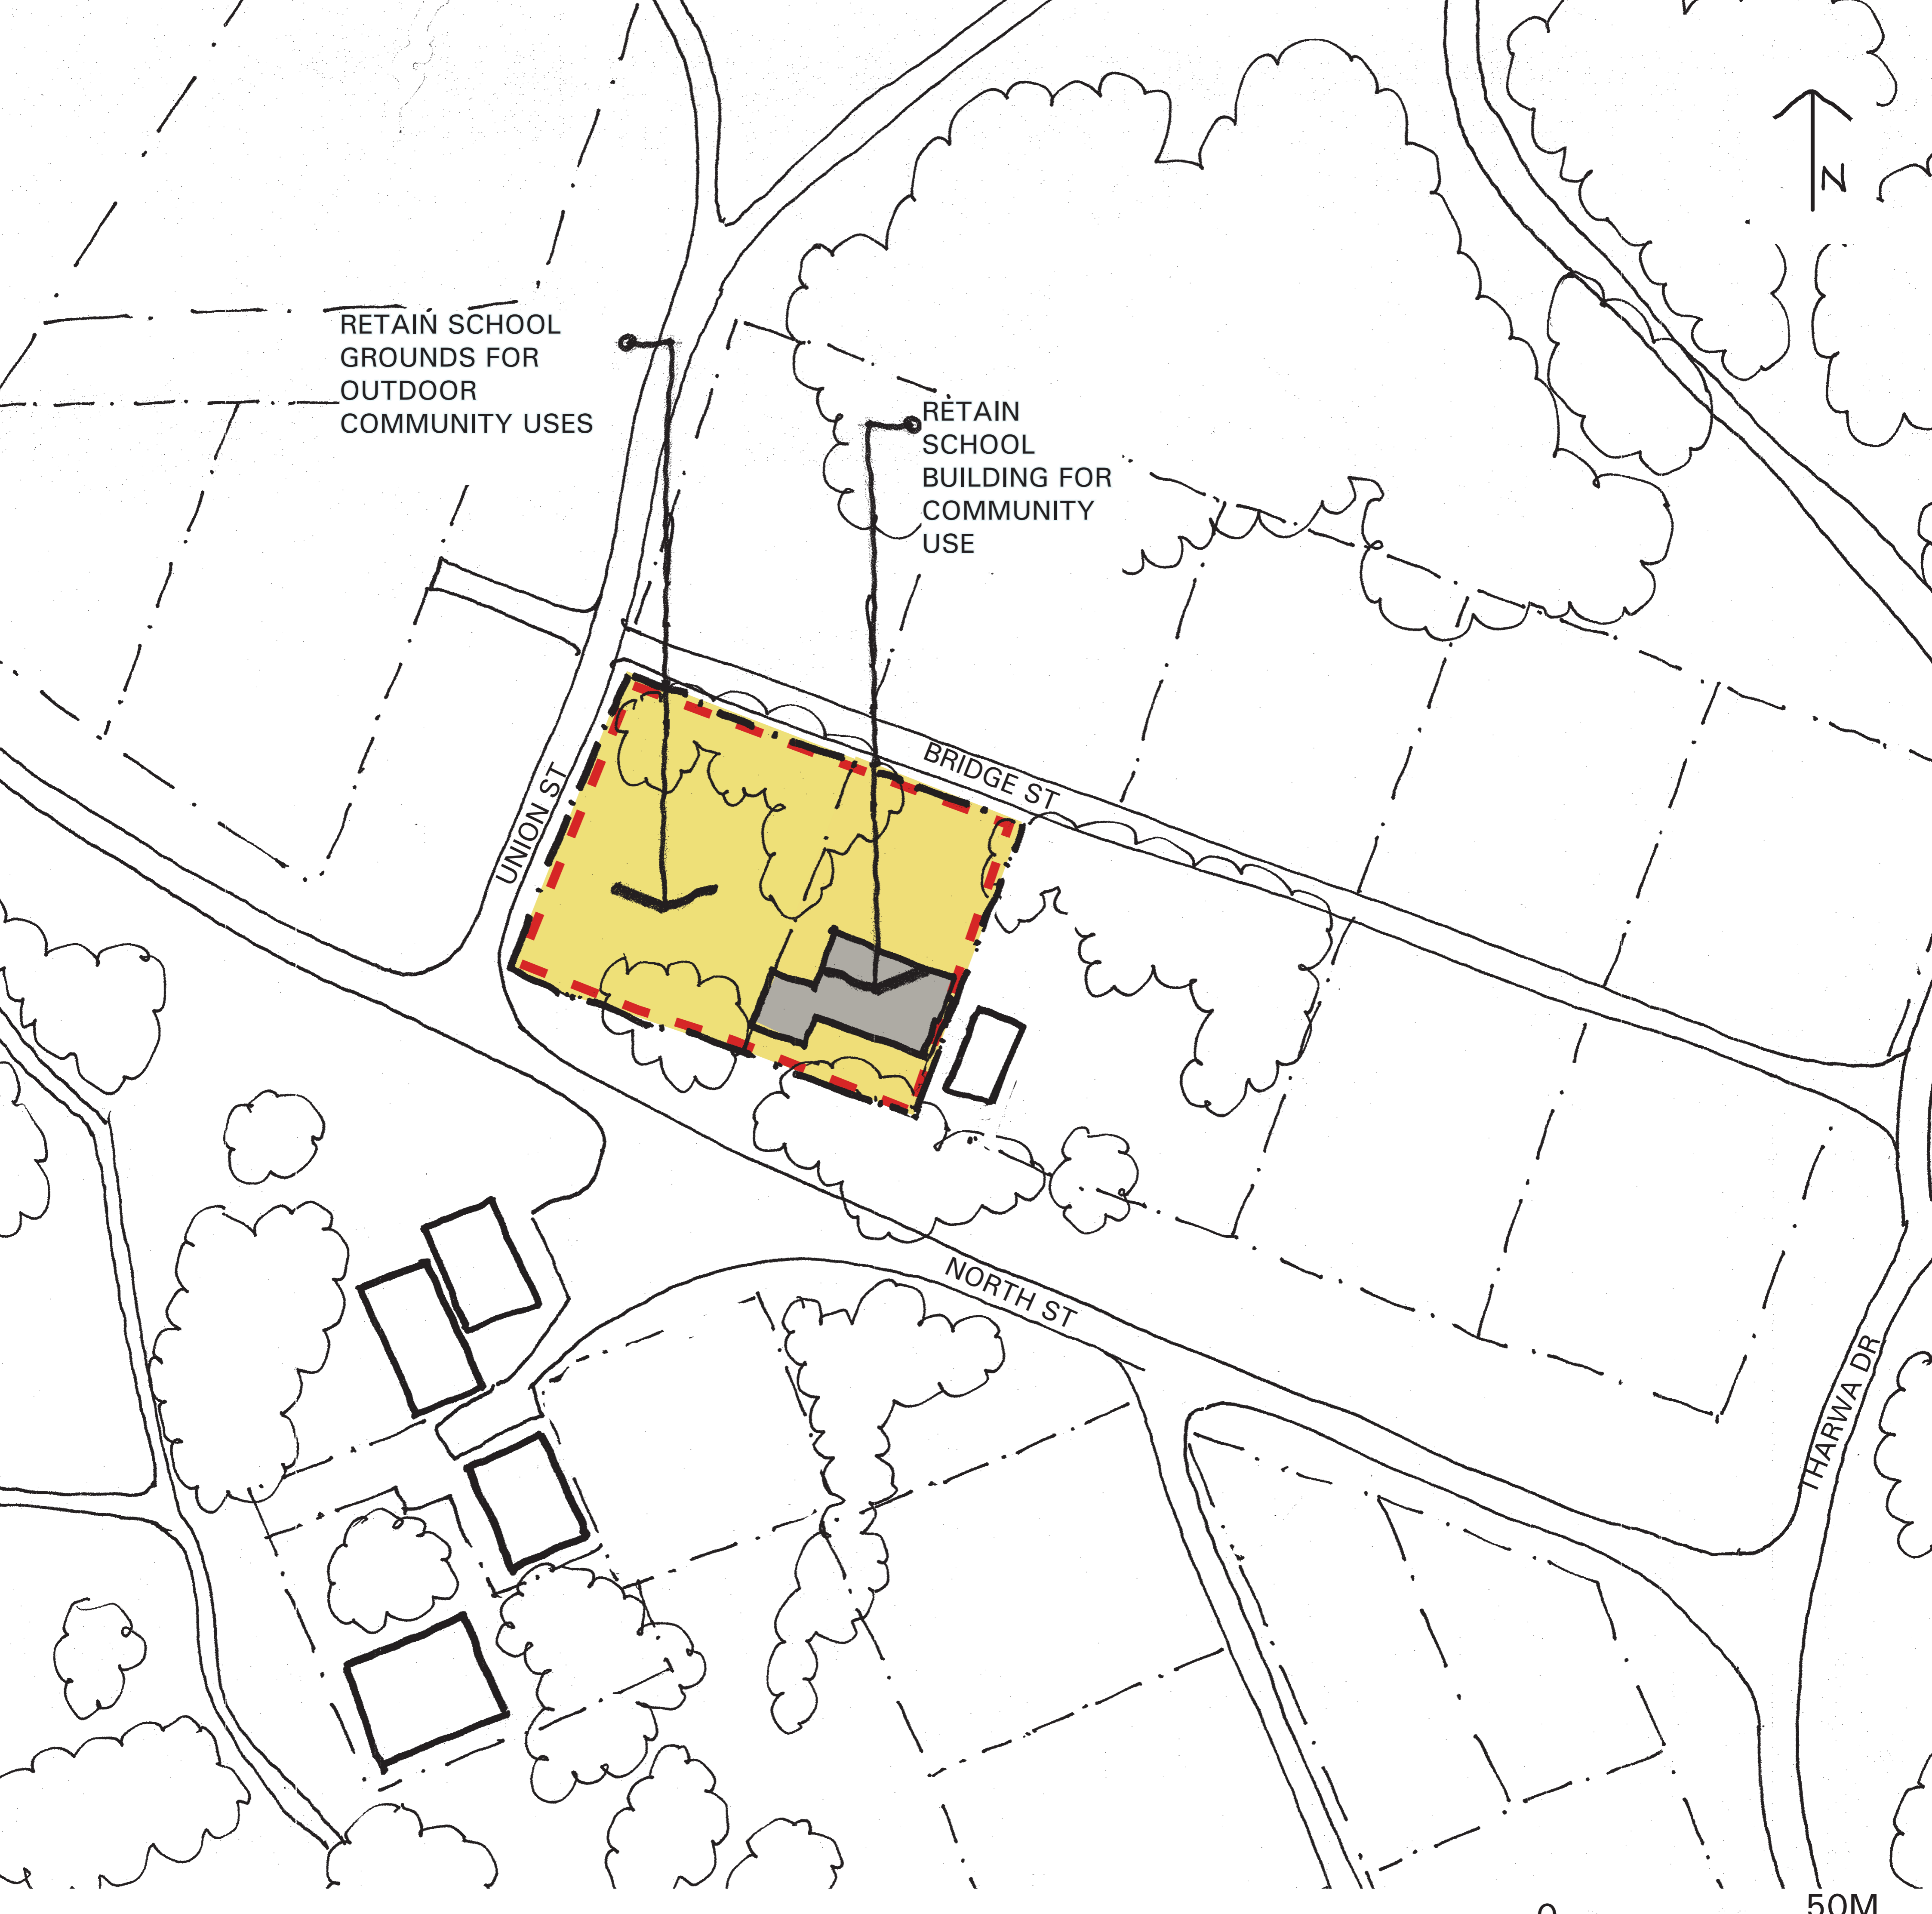 N
RETAIN SCHOOL
GROUNDS FOR
OUTDOOR
COMMUNITY USES
RETAIN
SCHOOL
BUILDING FOR
COMMUNITY
USE
BRIDGE ST
UNION ST
NORTH ST
THARWA DR
0
50M